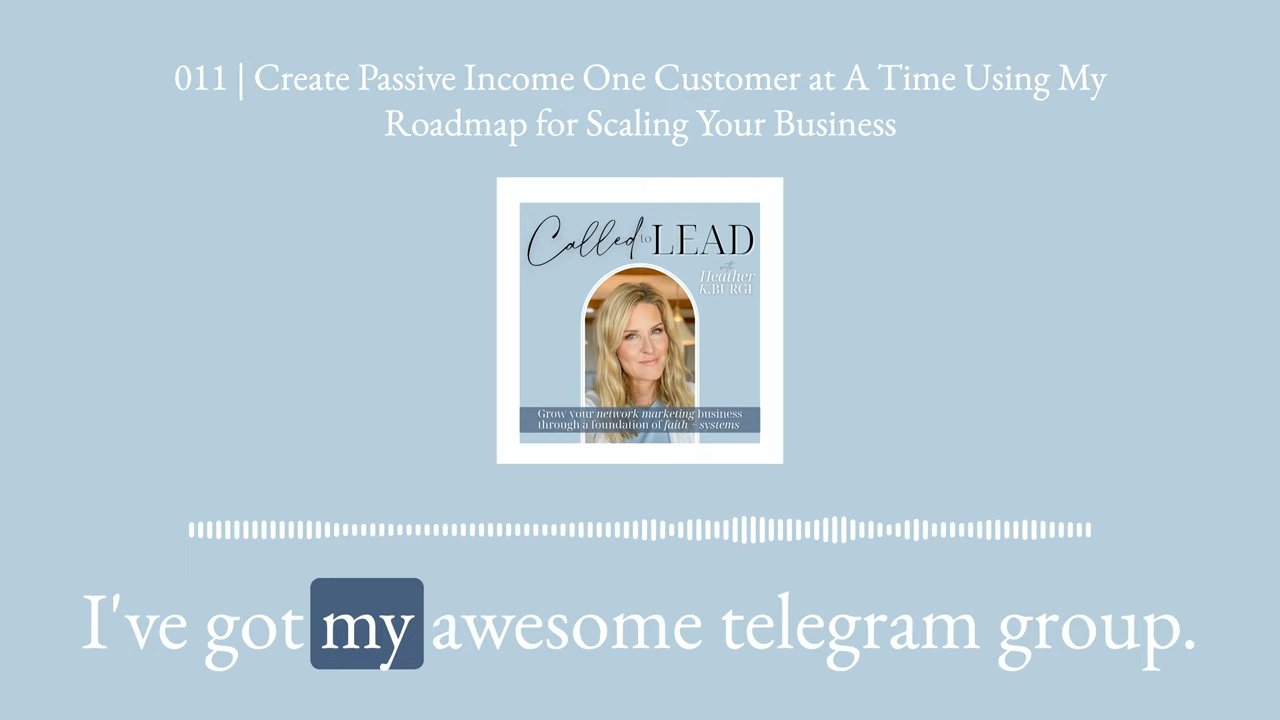 011 | Create Passive Income One Customer at A Time Using My
Roadmap for Scaling Your Business
Called to LEAD
with
Heather
K.BURGI
Grow your network marketing business
through a foundation of faith + systems
I've got my awesome telegram group.